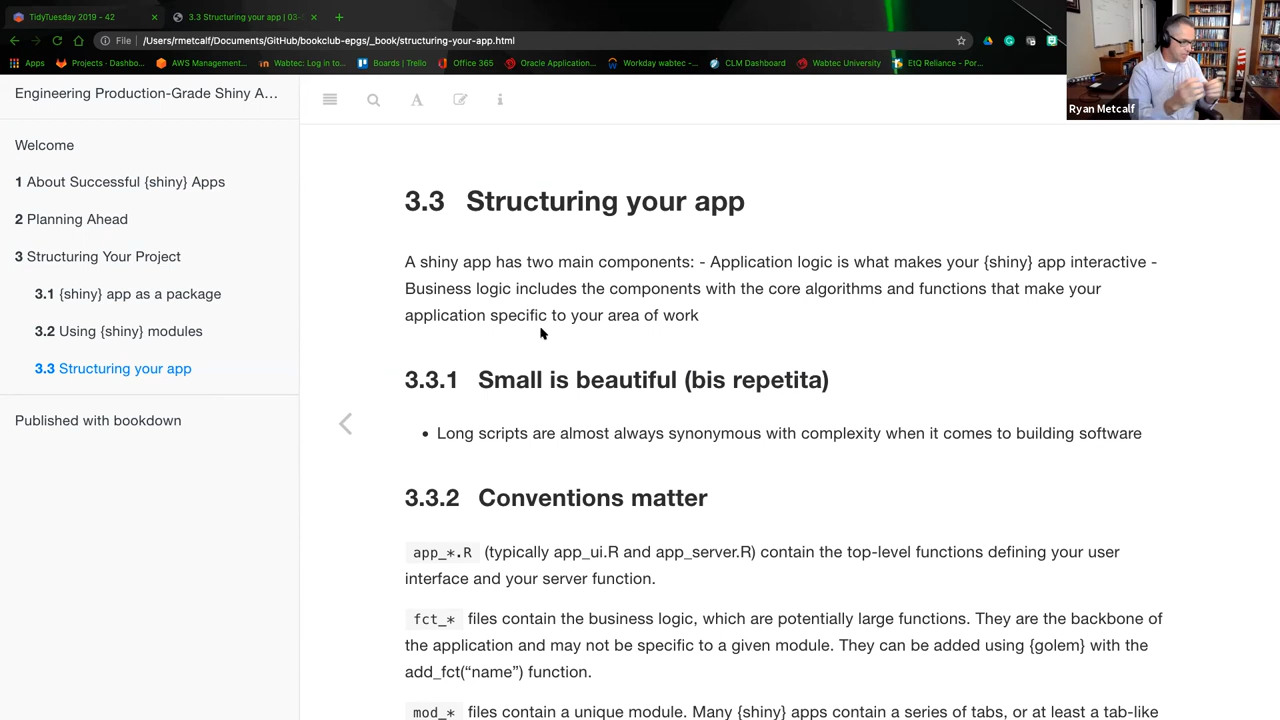 TidyTuesday 2019 - 42
3.3 Structuring your app | 03-
File
/Users/rmetcalf/Documents/GitHub/bookclub-epgs/_book/structuring-your-app.html
Apps
Projects · Dashbo...
AWS Management...
Wabtec: Log in to...
Boards | Trello
Office 365
Oracle Application...
Workday wabtec -...
CLM Dashboard
Wabtec University
EtQ Reliance - Por...
Ryan Metcalf
Engineering Production-Grade Shiny A...
Welcome
1 About Successful {shiny} Apps
2 Planning Ahead
3 Structuring Your Project
3.1 {shiny} app as a package
3.2 Using {shiny} modules
3.3 Structuring your app
Published with bookdown
3.3 Structuring your app
A shiny app has two main components: - Application logic is what makes your {shiny} app interactive -
Business logic includes the components with the core algorithms and functions that make your
application specific to your area of work
3.3.1 Small is beautiful (bis repetita)
• Long scripts are almost always synonymous with complexity when it comes to building software
3.3.2 Conventions matter
app_*.R (typically app_ui.R and app_server.R) contain the top-level functions defining your user
interface and your server function.
fct_* files contain the business logic, which are potentially large functions. They are the backbone of
the application and may not be specific to a given module. They can be added using {golem} with the
add_fct(“name”) function.
mod_* files contain a unique module. Many {shiny} apps contain a series of tabs, or at least a tab-like